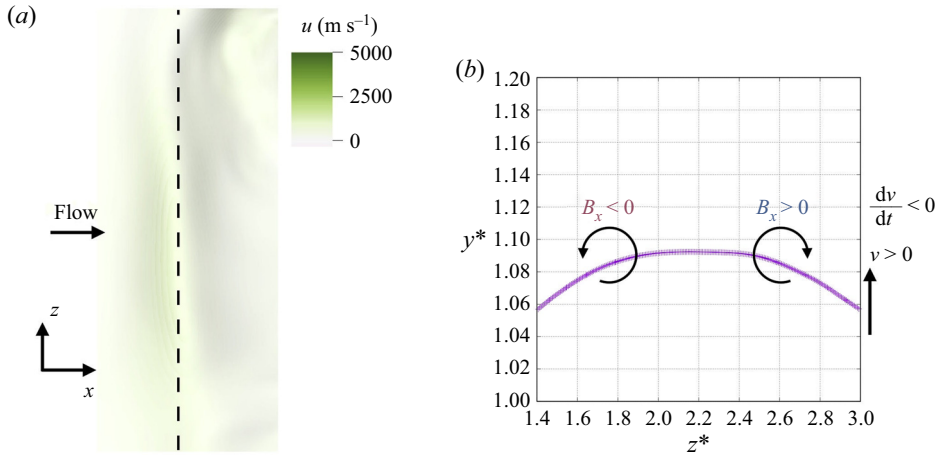 (a)
u (m s⁻¹)
5000
2500
0
Flow
z
x
(b)
1.20
1.18
1.16
1.14
1.12
1.10
1.08
1.06
1.04
1.02
1.00
y*
Bₓ < 0
Bₓ > 0
dv
dt
< 0
v > 0
1.4 1.6 1.8 2.0 2.2 2.4 2.6 2.8 3.0
z*